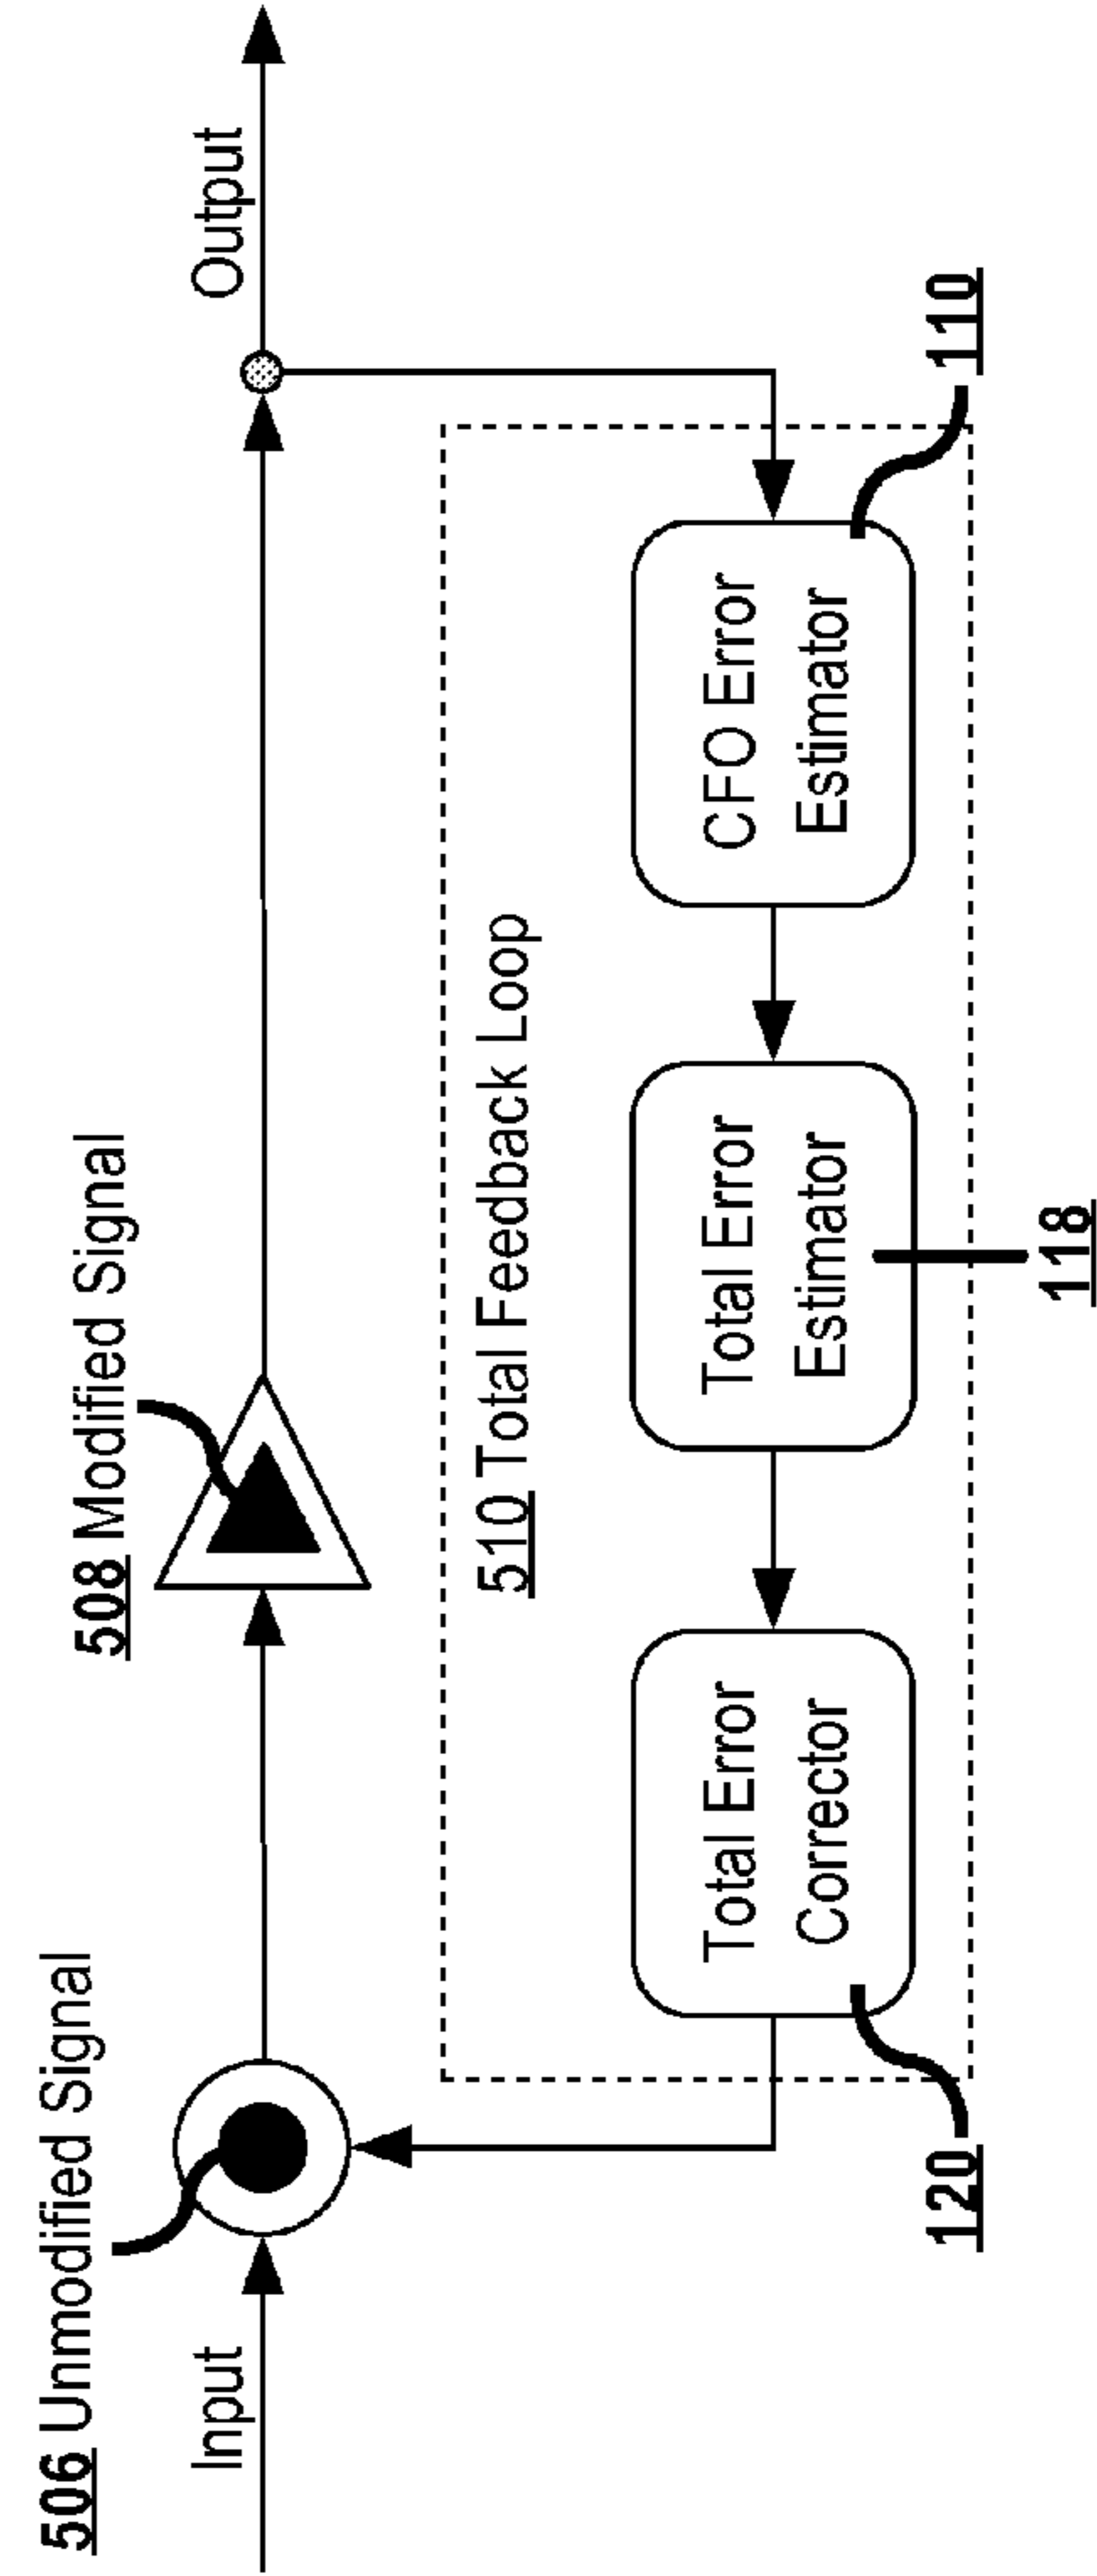 506 Unmodified Signal
508 Modified Signal
Input
Output
510 Total Feedback Loop
Total Error
Corrector
Total Error
Estimator
CFO Error
Estimator
120
118
110